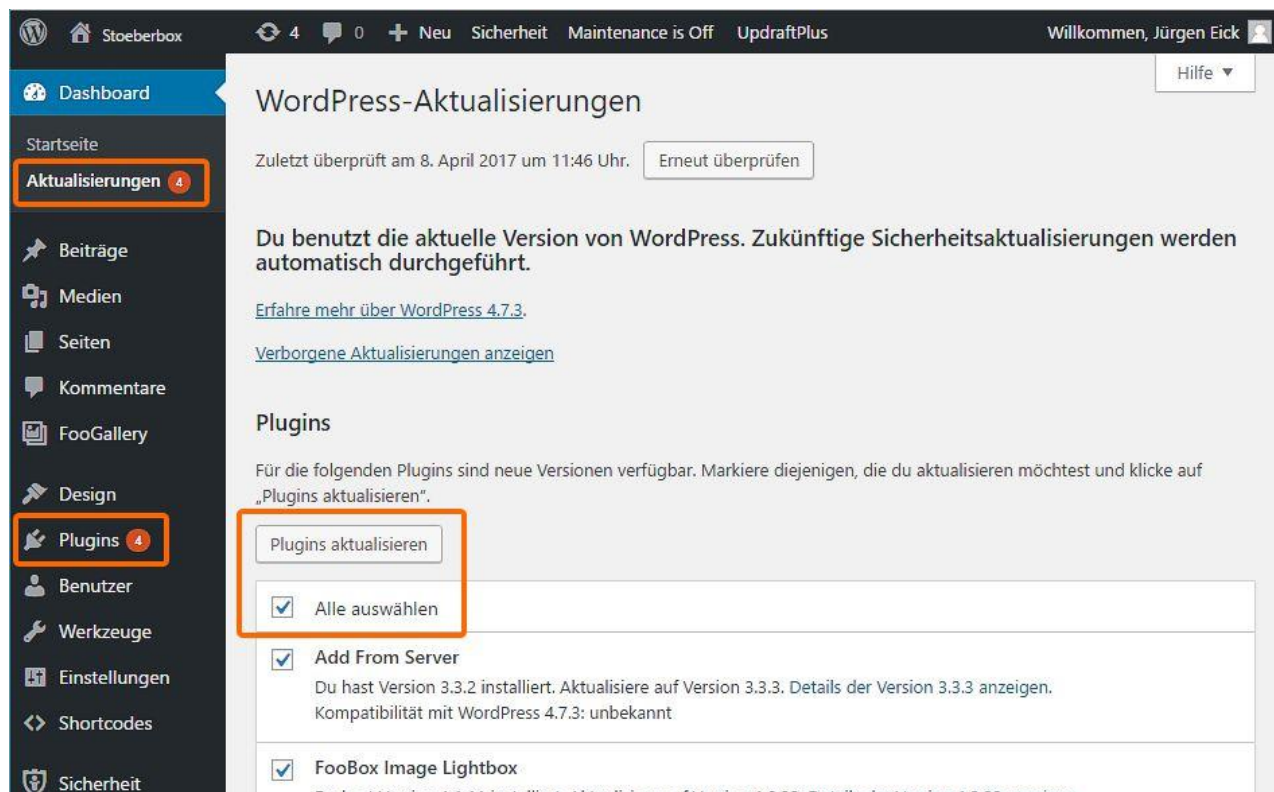 Stoeberbox 4 0 Neu Sicherheit Maintenance is Off UpdraftPlus Willkommen, Jürgen Eick
Hilfe
Dashboard
Startseite
Aktualisierungen 4
Beiträge
Medien
Seiten
Kommentare
FooGallery
Design
Plugins 4
Benutzer
Werkzeuge
Einstellungen
Shortcodes
Sicherheit
WordPress-Aktualisierungen
Zuletzt überprüft am 8. April 2017 um 11:46 Uhr. Erneut überprüfen
Du benutzt die aktuelle Version von WordPress. Zukünftige Sicherheitsaktualisierungen werden
automatisch durchgeführt.
Erfahre mehr über WordPress 4.7.3.
Verborgene Aktualisierungen anzeigen
Plugins
Für die folgenden Plugins sind neue Versionen verfügbar. Markiere diejenigen, die du aktualisieren möchtest und klicke auf
„Plugins aktualisieren“.
Plugins aktualisieren
Alle auswählen
Add From Server
Du hast Version 3.3.2 installiert. Aktualisiere auf Version 3.3.3. Details der Version 3.3.3 anzeigen.
Kompatibilität mit WordPress 4.7.3: unbekannt
FooBox Image Lightbox